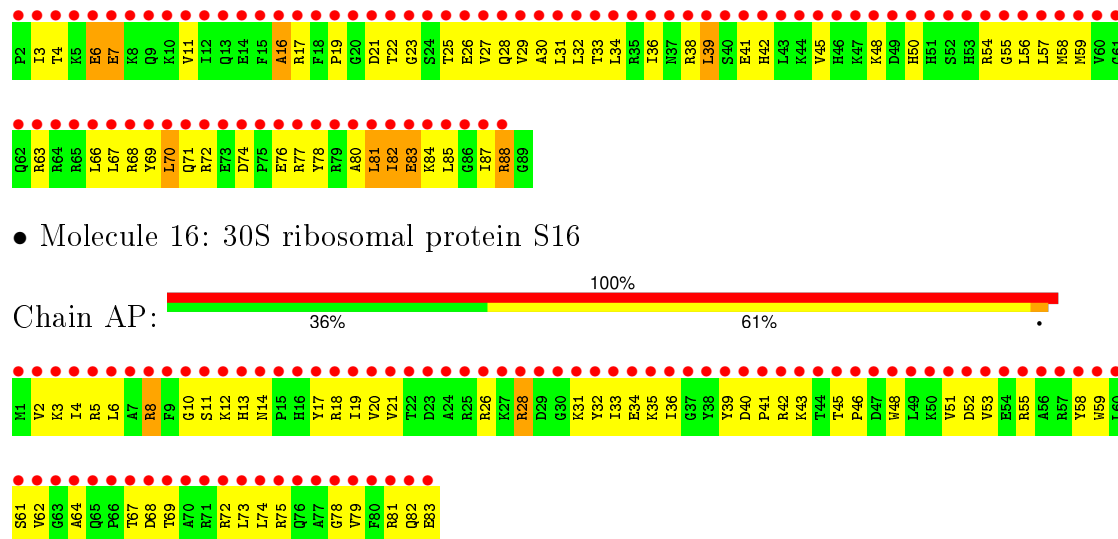 P2 I3 T4 K5 E6 E7 K8 Q9 K10 V11 I12 Q13 E14 F15 A16 R17 F18 P19 G20 D21 T22 G23 S24 T25 E26 V27 Q28 V29 A30 L31 L32 T33 L34 R35 I36 N37 R38 L39 S40 E41 H42 L43 K44 V45 H46 K47 K48 D49 H50 H51 S52 H53 R54 G55 L56 L57 M58 M59 V60 G61
Q62 R63 R64 R65 L66 L67 R68 Y69 L70 Q71 R72 E73 D74 P75 E76 R77 Y78 R79 A80 L81 I82 E83 K84 L85 G86 I87 R88 G89
• Molecule 16: 30S ribosomal protein S16
100%
Chain AP:
36% 61% •
M1 V2 K3 I4 R5 L6 A7 R8 F9 G10 S11 K12 H13 N14 P15 H16 Y17 R18 I19 V20 V21 T22 D23 A24 R25 R26 K27 R28 D29 G30 K31 Y32 I33 E34 K35 I36 G37 Y38 Y39 D40 P41 R42 K43 T44 T45 P46 D47 W48 L49 K50 V51 D52 V53 E54 R55 A56 R57 Y58 W59 L60
S61 V62 G63 A64 Q65 P66 T67 D68 T69 A70 R71 R72 L73 L74 R75 Q76 A77 G78 V79 F80 R81 Q82 E83